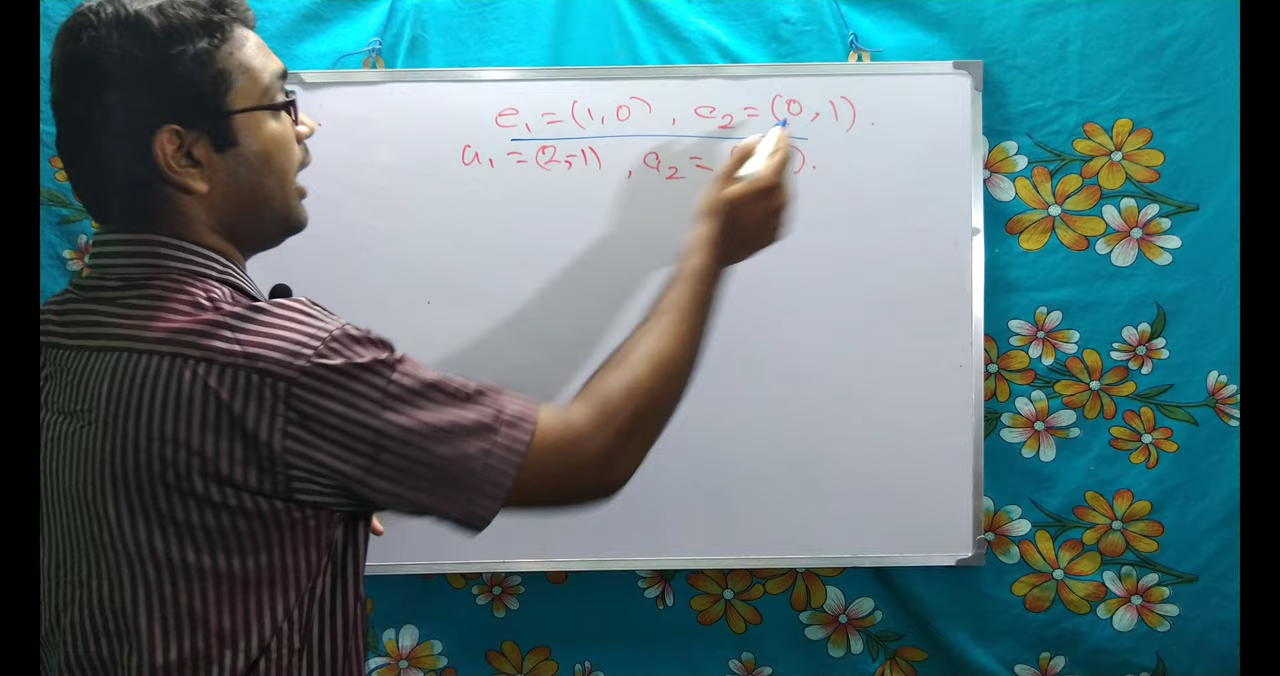 e₁ = (1, 0) , e₂ = (0, 1) .
a₁ = (2, -1) , a₂ = ( ) .